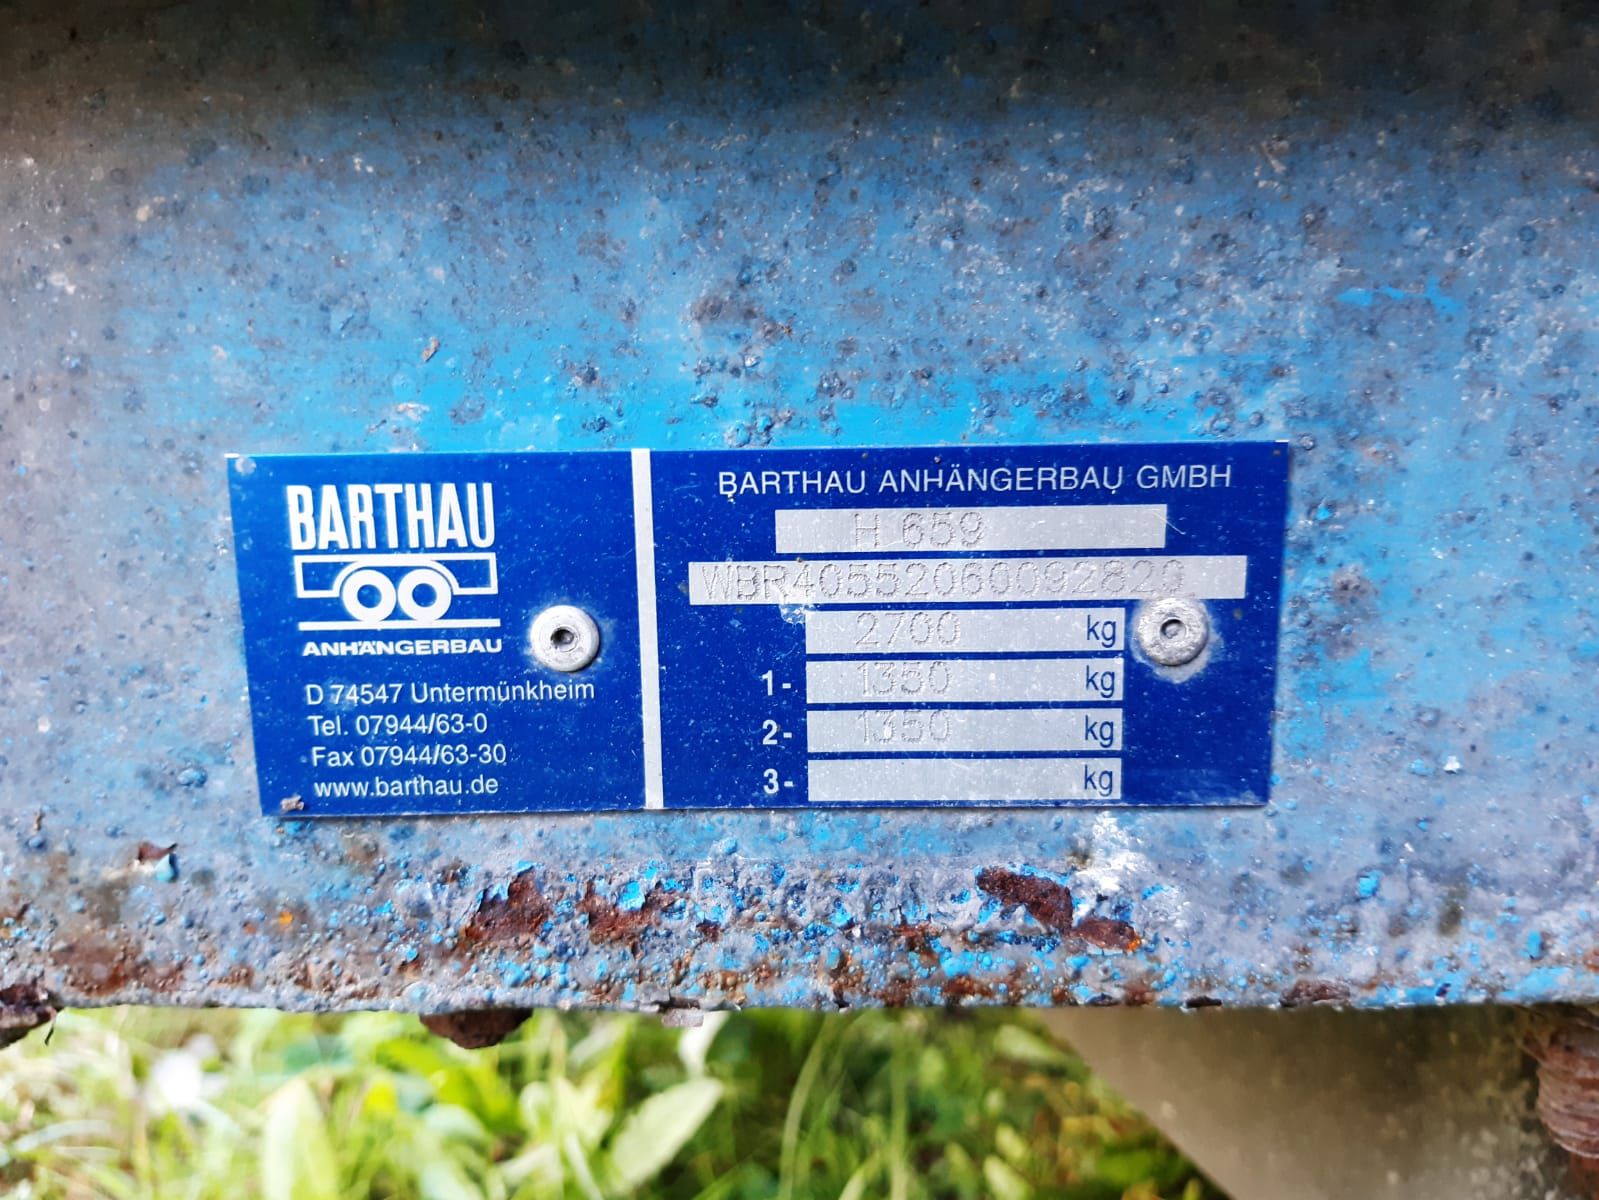 BARTHAU
ANHÄNGERBAU
D 74547 Untermünkheim
Tel. 07944/63-0
Fax 07944/63-30
www.barthau.de
BARTHAU ANHÄNGERBAU GMBH
H 659
WBR40552060092820
2700 kg
1- 1350 kg
2- 1350 kg
3- kg